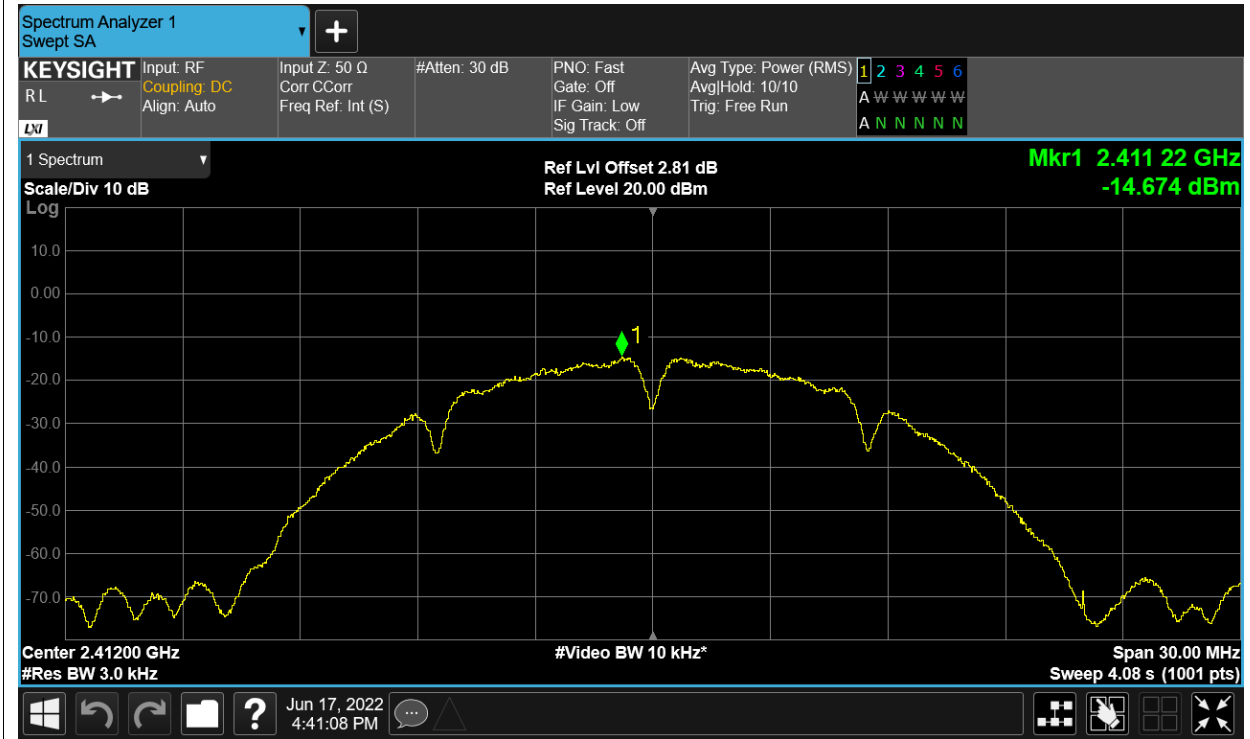 Spectrum Analyzer 1
Swept SA
KEYSIGHT
R L
LXI
Input: RF
Coupling: DC
Align: Auto
Input Z: 50 Ω
Corr CCorr
Freq Ref: Int (S)
#Atten: 30 dB
PNO: Fast
Gate: Off
IF Gain: Low
Sig Track: Off
Avg Type: Power (RMS)
Avg|Hold: 10/10
Trig: Free Run
1 2 3 4 5 6
A W W W W W
A N N N N N
1 Spectrum
Scale/Div 10 dB
Ref Lvl Offset 2.81 dB
Ref Level 20.00 dBm
Mkr1 2.411 22 GHz
-14.674 dBm
Log
10.0
0.00
-10.0
-20.0
-30.0
-40.0
-50.0
-60.0
-70.0
1
Center 2.41200 GHz
#Res BW 3.0 kHz
#Video BW 10 kHz*
Span 30.00 MHz
Sweep 4.08 s (1001 pts)
?
Jun 17, 2022
4:41:08 PM